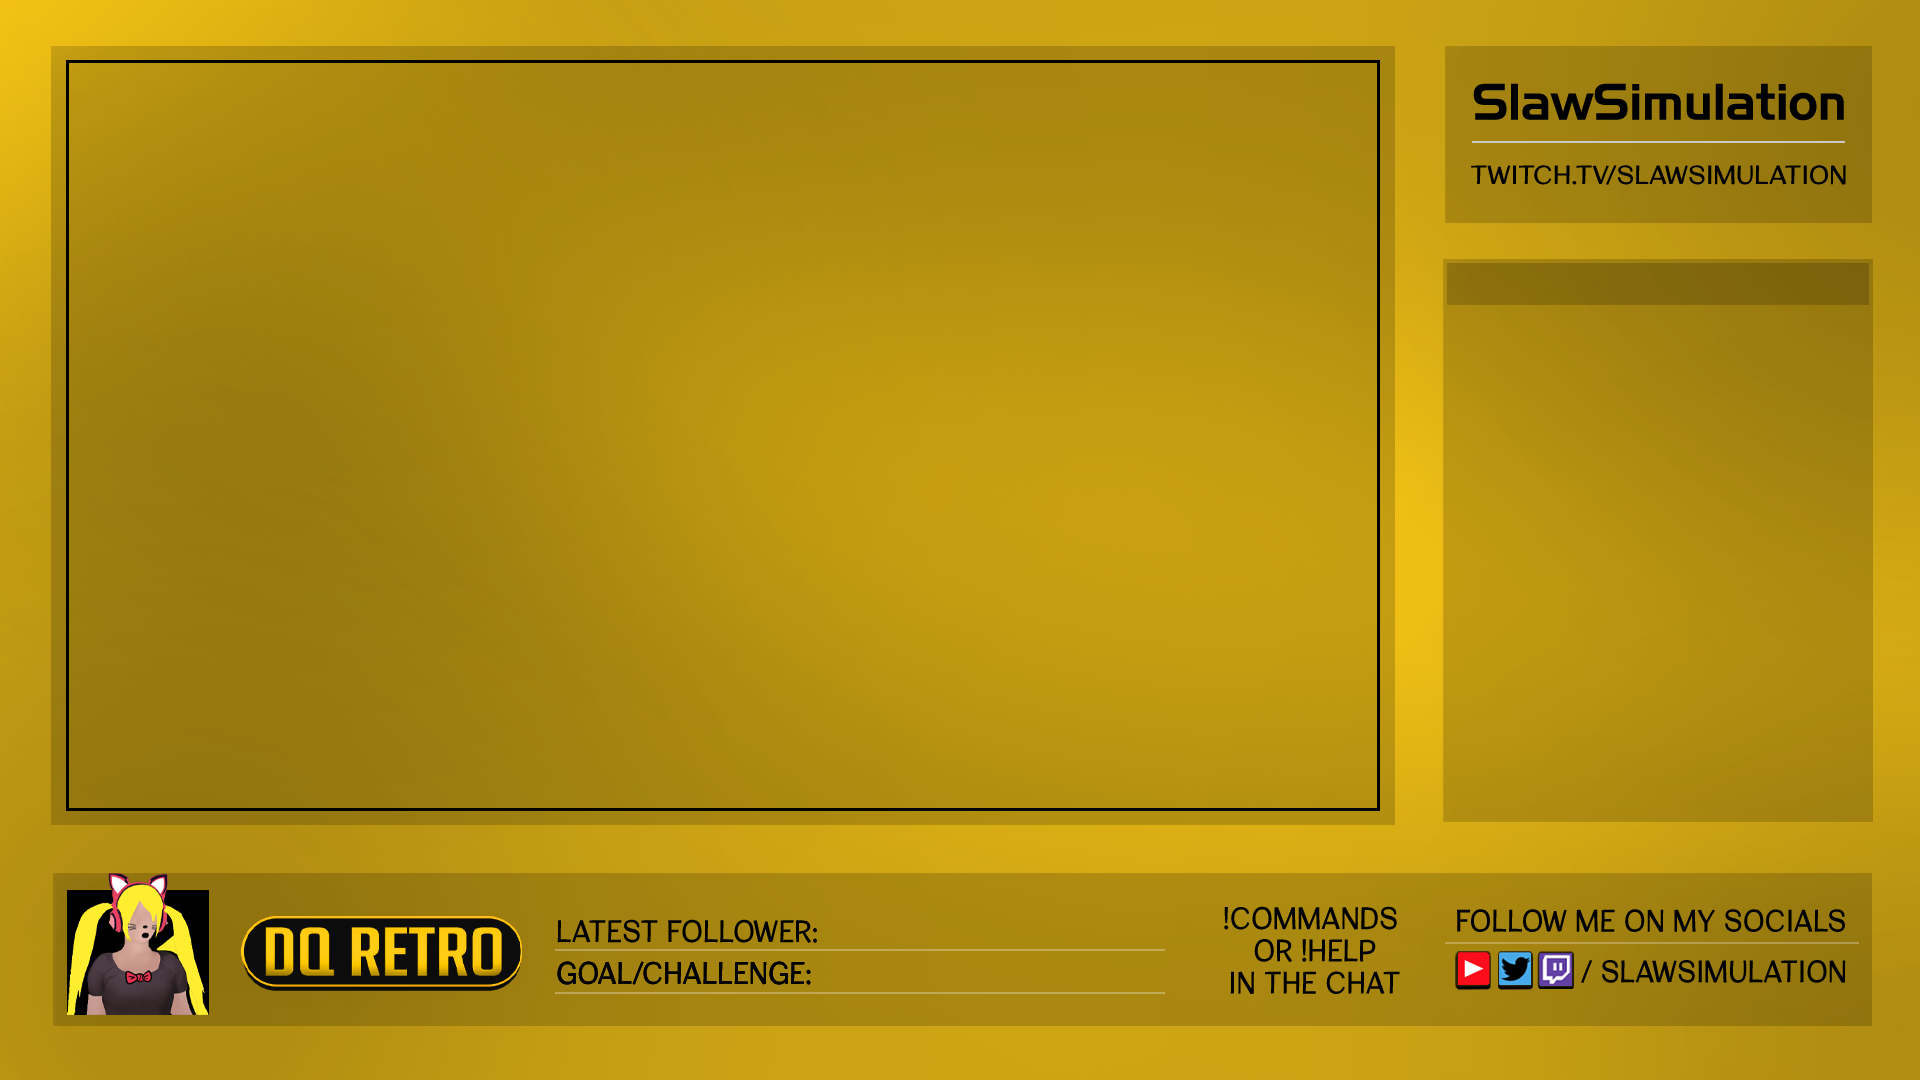 SlawSimulation
TWITCH.TV/SLAWSIMULATION
DQ RETRO
LATEST FOLLOWER:
GOAL/CHALLENGE:
!COMMANDS
OR !HELP
IN THE CHAT
FOLLOW ME ON MY SOCIALS
/ SLAWSIMULATION